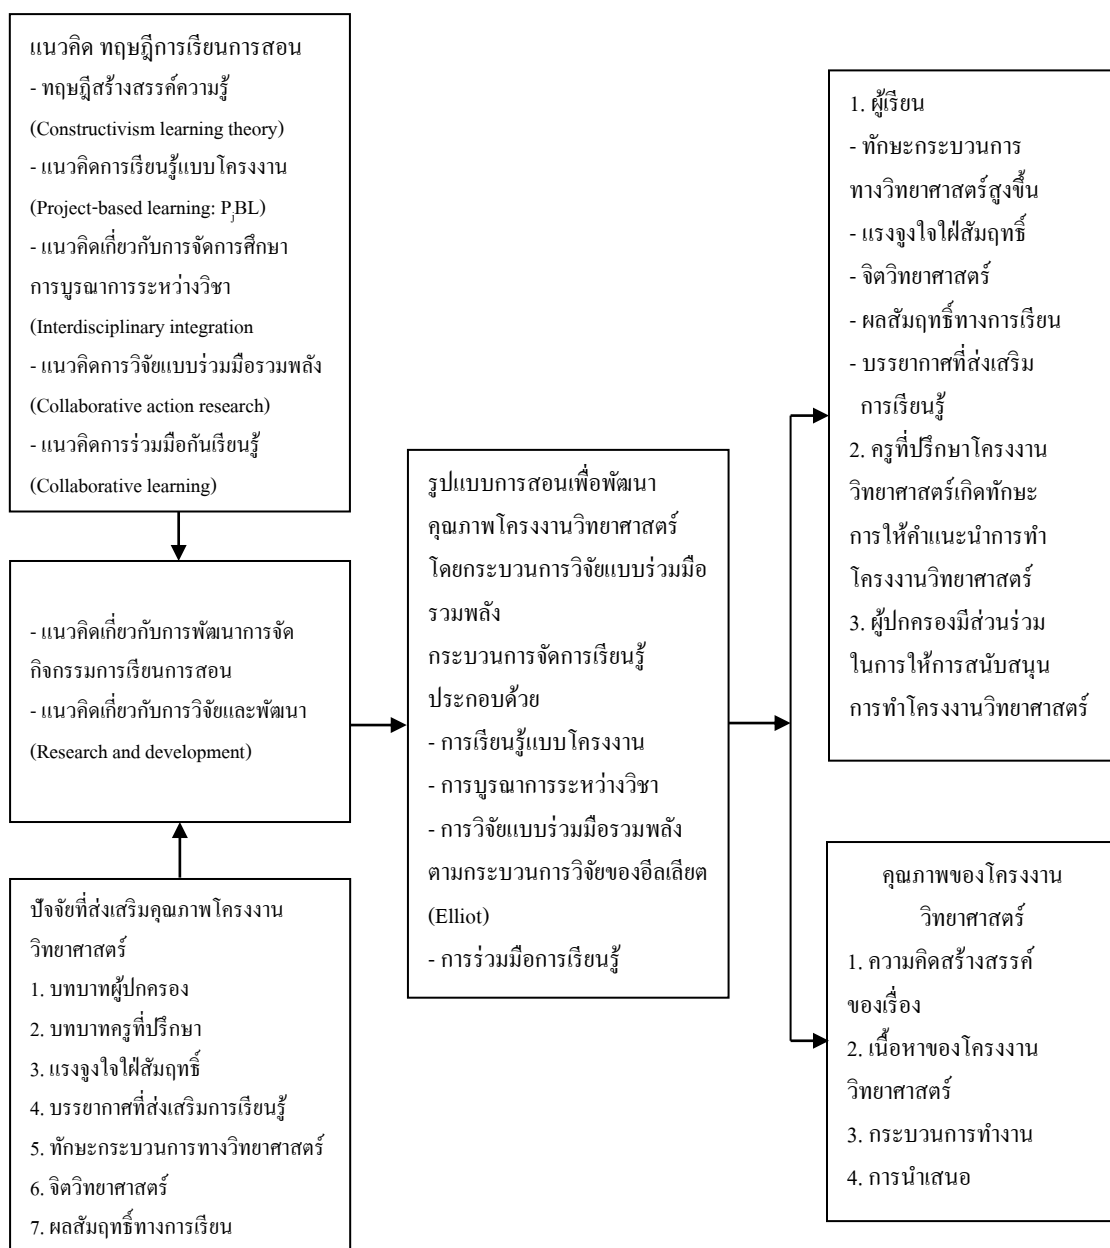 แนวคิด ทฤษฎีการเรียนการสอน
- ทฤษฎีสร้างสรรค์ความรู้
(Constructivism learning theory)
- แนวคิดการเรียนรู้แบบโครงงาน
(Project-based learning: PjBL)
- แนวคิดเกี่ยวกับการจัดการศึกษา
การบูรณาการระหว่างวิชา
(Interdisciplinary integration
- แนวคิดการวิจัยแบบร่วมมือรวมพลัง
(Collaborative action research)
- แนวคิดการร่วมมือกันเรียนรู้
(Collaborative learning)
- แนวคิดเกี่ยวกับการพัฒนาการจัด
กิจกรรมการเรียนการสอน
- แนวคิดเกี่ยวกับการวิจัยและพัฒนา
(Research and development)
ปัจจัยที่ส่งเสริมคุณภาพโครงงาน
วิทยาศาสตร์
1. บทบาทผู้ปกครอง
2. บทบาทครูที่ปรึกษา
3. แรงจูงใจใฝ่สัมฤทธิ์
4. บรรยากาศที่ส่งเสริมการเรียนรู้
5. ทักษะกระบวนการทางวิทยาศาสตร์
6. จิตวิทยาศาสตร์
7. ผลสัมฤทธิ์ทางการเรียน
รูปแบบการสอนเพื่อพัฒนา
คุณภาพโครงงานวิทยาศาสตร์
โดยกระบวนการวิจัยแบบร่วมมือ
รวมพลัง
กระบวนการจัดการเรียนรู้
ประกอบด้วย
- การเรียนรู้แบบโครงงาน
- การบูรณาการระหว่างวิชา
- การวิจัยแบบร่วมมือรวมพลัง
ตามกระบวนการวิจัยของอีลเลียต
(Elliot)
- การร่วมมือการเรียนรู้
1. ผู้เรียน
- ทักษะกระบวนการ
ทางวิทยาศาสตร์สูงขึ้น
- แรงจูงใจใฝ่สัมฤทธิ์
- จิตวิทยาศาสตร์
- ผลสัมฤทธิ์ทางการเรียน
- บรรยากาศที่ส่งเสริม
การเรียนรู้
2. ครูที่ปรึกษาโครงงาน
วิทยาศาสตร์เกิดทักษะ
การให้คำแนะนำการทำ
โครงงานวิทยาศาสตร์
3. ผู้ปกครองมีส่วนร่วม
ในการให้การสนับสนุน
การทำโครงงานวิทยาศาสตร์
คุณภาพของโครงงาน
วิทยาศาสตร์
1. ความคิดสร้างสรรค์
ของเรื่อง
2. เนื้อหาของโครงงาน
วิทยาศาสตร์
3. กระบวนการทำงาน
4. การนำเสนอ